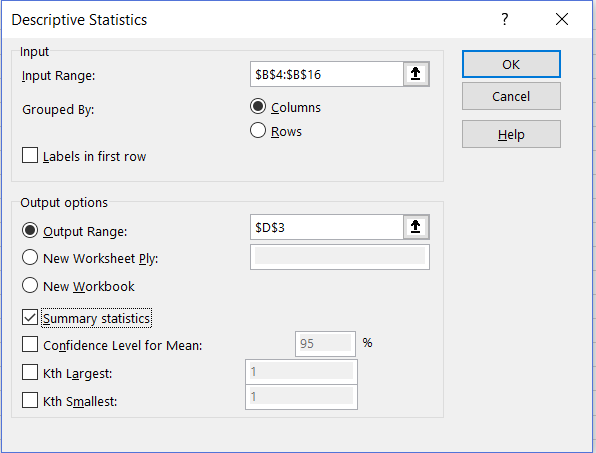 Descriptive Statistics ?
Input
Input Range: $B$4:$B$16
Grouped By: Columns
Rows
Labels in first row
OK
Cancel
Help
Output options
Output Range: $D$3
New Worksheet Ply:
New Workbook
Summary statistics
Confidence Level for Mean: 95 %
Kth Largest: 1
Kth Smallest: 1